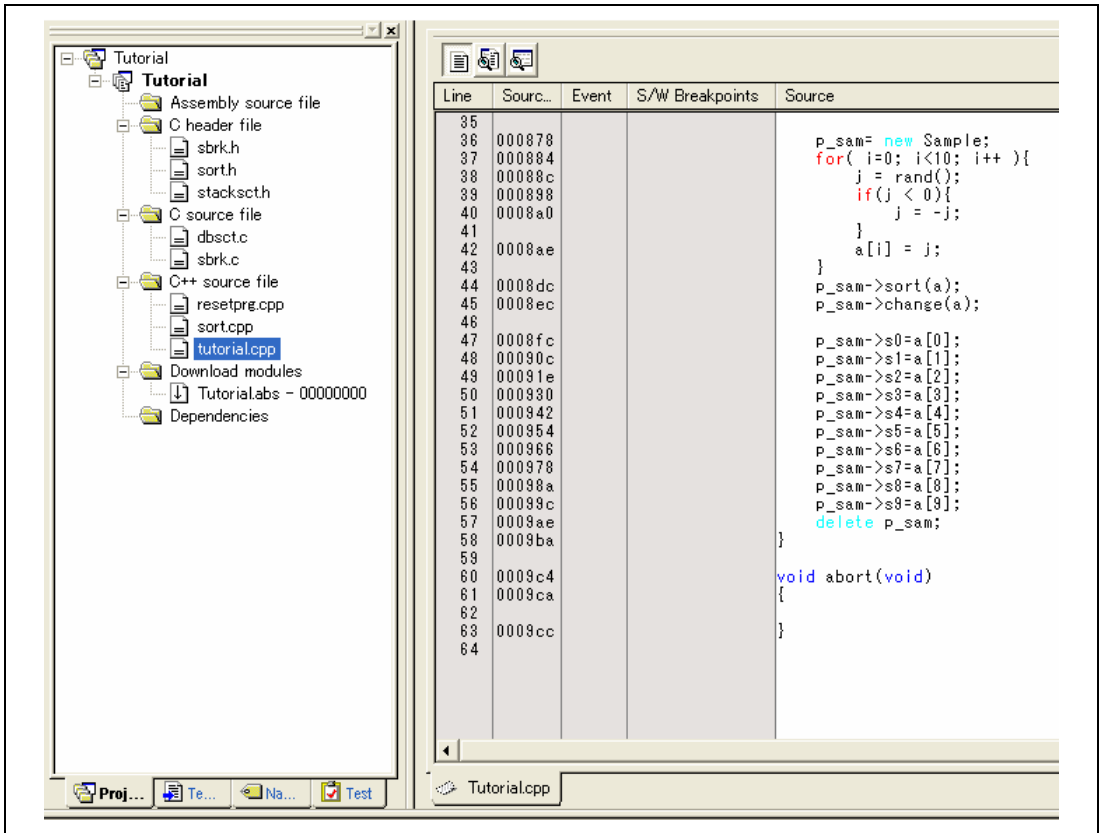 Tutorial
Tutorial
Assembly source file
C header file
sbrk.h
sort.h
stacksct.h
C source file
dbsct.c
sbrk.c
C++ source file
resetprg.cpp
sort.cpp
tutorial.cpp
Download modules
Tutorial.abs - 00000000
Dependencies
Proj... Te... Na... Test
Line Sourc... Event S/W Breakpoints Source
35
36 000878 p_sam= new Sample;
37 000884 for( i=0; i<10; i++ ){
38 00088c j = rand();
39 000898 if(j < 0){
40 0008a0 j = -j;
41 }
42 0008ae a[i] = j;
43 }
44 0008dc p_sam->sort(a);
45 0008ec p_sam->change(a);
46
47 0008fc p_sam->s0=a[0];
48 00090c p_sam->s1=a[1];
49 00091e p_sam->s2=a[2];
50 000930 p_sam->s3=a[3];
51 000942 p_sam->s4=a[4];
52 000954 p_sam->s5=a[5];
53 000966 p_sam->s6=a[6];
54 000978 p_sam->s7=a[7];
55 00098a p_sam->s8=a[8];
56 00099c p_sam->s9=a[9];
57 0009ae delete p_sam;
58 0009ba }
59
60 0009c4 void abort(void)
61 0009ca {
62
63 0009cc }
64
Tutorial.cpp